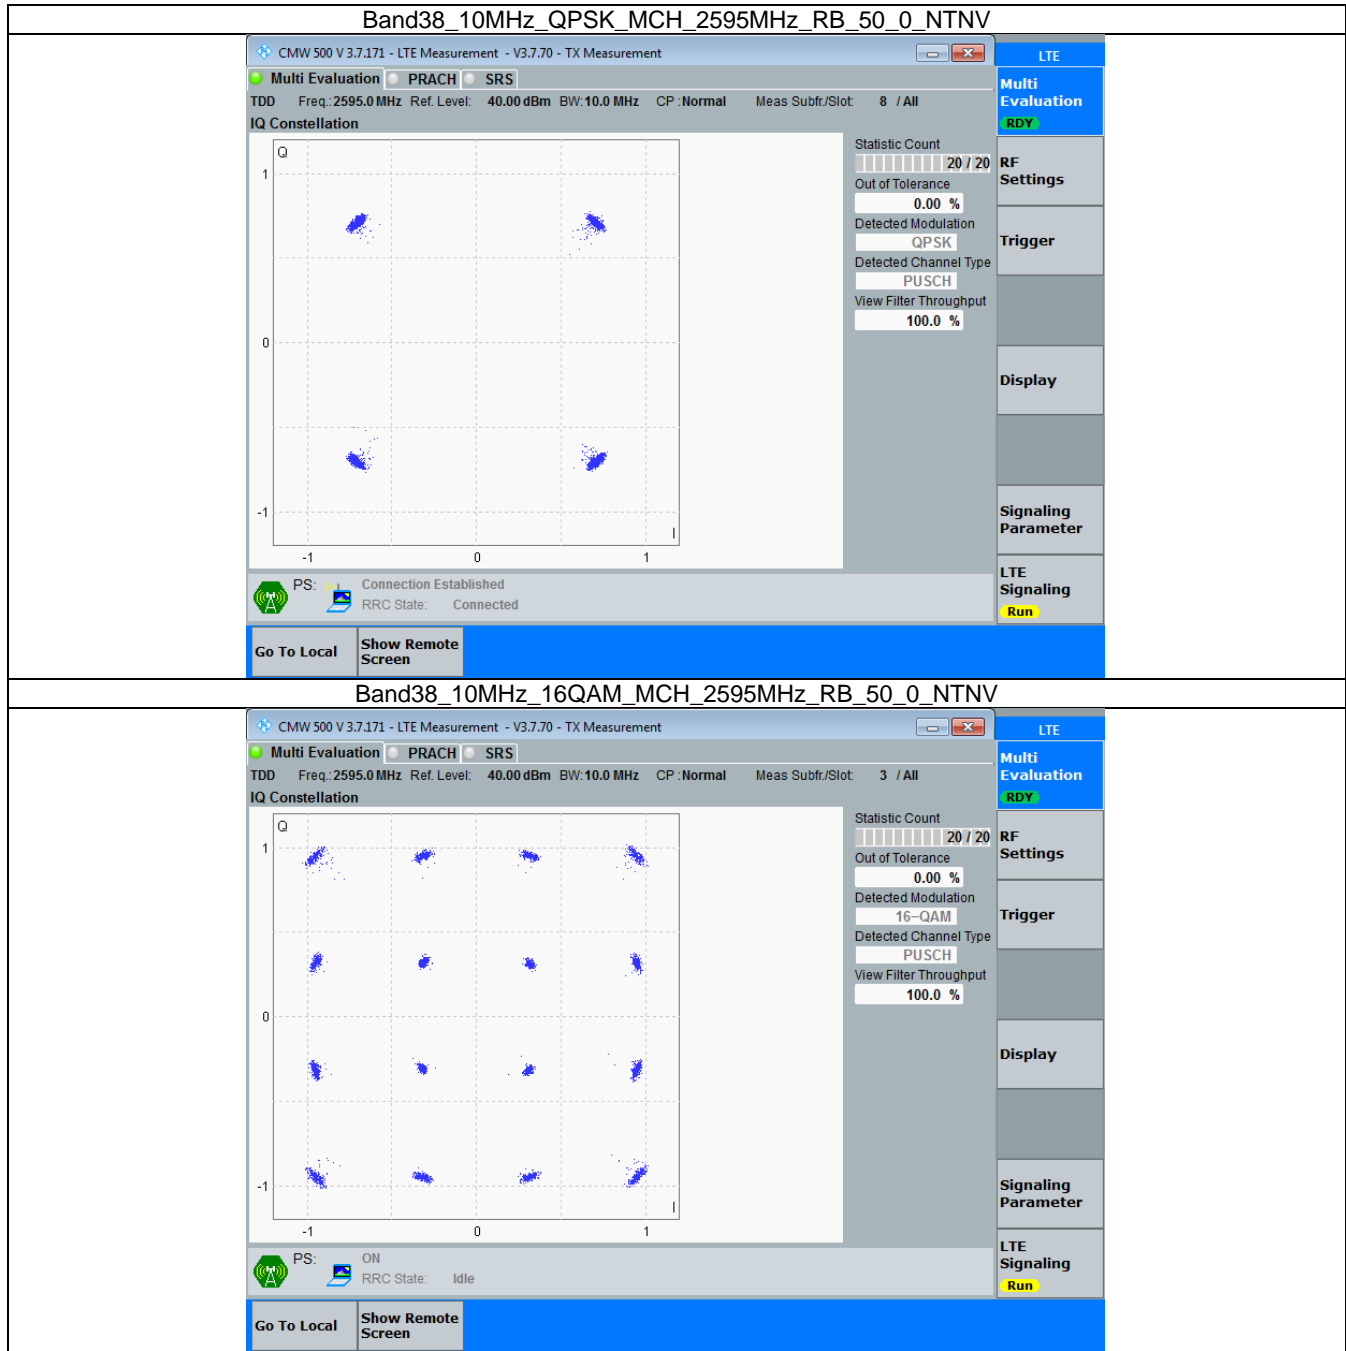 Band38_10MHz_QPSK_MCH_2595MHz_RB_50_0_NTNV
CMW 500 V 3.7.171 - LTE Measurement - V3.7.70 - TX Measurement
LTE
Multi Evaluation PRACH SRS
TDD Freq.: 2595.0 MHz Ref. Level: 40.00 dBm BW: 10.0 MHz CP : Normal Meas Subfr./Slot: 8 / All
IQ Constellation
Q
1
0
-1
I
-1 0 1
Statistic Count
20 / 20
Out of Tolerance
0.00 %
Detected Modulation
QPSK
Detected Channel Type
PUSCH
View Filter Throughput
100.0 %
Multi
Evaluation
RDY
RF
Settings
Trigger
Display
Signaling
Parameter
LTE
Signaling
Run
PS: Connection Established
RRC State: Connected
Go To Local
Show Remote
Screen
Band38_10MHz_16QAM_MCH_2595MHz_RB_50_0_NTNV
CMW 500 V 3.7.171 - LTE Measurement - V3.7.70 - TX Measurement
LTE
Multi Evaluation PRACH SRS
TDD Freq.: 2595.0 MHz Ref. Level: 40.00 dBm BW: 10.0 MHz CP : Normal Meas Subfr./Slot: 3 / All
IQ Constellation
Q
1
0
-1
I
-1 0 1
Statistic Count
20 / 20
Out of Tolerance
0.00 %
Detected Modulation
16-QAM
Detected Channel Type
PUSCH
View Filter Throughput
100.0 %
Multi
Evaluation
RDY
RF
Settings
Trigger
Display
Signaling
Parameter
LTE
Signaling
Run
PS: ON
RRC State: Idle
Go To Local
Show Remote
Screen